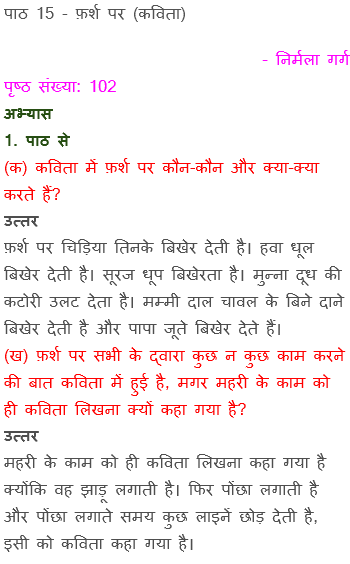 पाठ 15 - फ़र्श पर (कविता)
- निर्मला गर्ग
पृष्ठ संख्या: 102
अभ्यास
1. पाठ से
(क) कविता में फ़र्श पर कौन-कौन और क्या-क्या
करते हैं?
उत्तर
फ़र्श पर चिड़िया तिनके बिखेर देती है। हवा धूल
बिखेर देती है। सूरज धूप बिखेरता है। मुन्ना दूध की
कटोरी उलट देता है। मम्मी दाल चावल के बिने दाने
बिखेर देती है और पापा जूते बिखेर देते हैं।
(ख) फ़र्श पर सभी के द्वारा कुछ न कुछ काम करने
की बात कविता में हुई है, मगर महरी के काम को
ही कविता लिखना क्यों कहा गया है?
उत्तर
महरी के काम को ही कविता लिखना कहा गया है
क्योंकि वह झाड़ू लगाती है। फिर पोंछा लगाती है
और पोंछा लगाते समय कुछ लाइनें छोड़ देती है,
इसी को कविता कहा गया है।